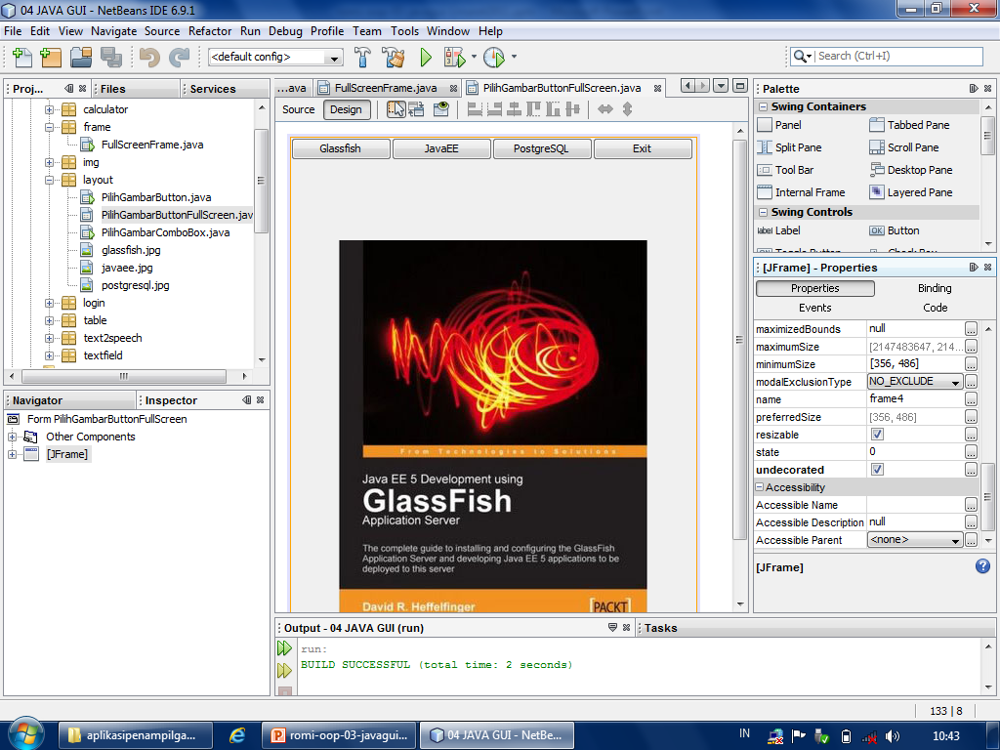 04 JAVA GUI - NetBeans IDE 6.9.1
File Edit View Navigate Source Refactor Run Debug Profile Team Tools Window Help
<default config>
Search (Ctrl+I)
Proj... Files Services
calculator
frame
FullScreenFrame.java
img
layout
PilihGambarButton.java
PilihGambarButtonFullScreen.jav
PilihGambarComboBox.java
glassfish.jpg
javaee.jpg
postgresql.jpg
login
table
text2speech
textfield
Navigator Inspector
Form PilihGambarButtonFullScreen
Other Components
[JFrame]
...ava FullScreenFrame.java PilihGambarButtonFullScreen.java
Source Design
Glassfish JavaEE PostgreSQL Exit
From Technologies to Solutions
Java EE 5 Development using
GlassFish
Application Server
The complete guide to installing and configuring the GlassFish
Application Server and developing Java EE 5 applications to be
deployed to this server
David R. Heffelfinger
[PACKT]
Output - 04 JAVA GUI (run) Tasks
run:
BUILD SUCCESSFUL (total time: 2 seconds)
Palette
Swing Containers
Panel Tabbed Pane
Split Pane Scroll Pane
Tool Bar Desktop Pane
Internal Frame Layered Pane
Swing Controls
label Label OK Button
Toggle Button Check Box
[JFrame] - Properties
Properties Binding
Events Code
maximizedBounds null ...
maximumSize [2147483647, 214... ...
minimumSize [356, 486] ...
modalExclusionType NO_EXCLUDE ...
name frame4 ...
preferredSize [356, 486] ...
resizable ...
state 0 ...
undecorated ...
Accessibility
Accessible Name ...
Accessible Description null ...
Accessible Parent <none> ...
[JFrame]
133 | 8
aplikasipenampilga... romi-oop-03-javagui... 04 JAVA GUI - NetBe... IN 10:43